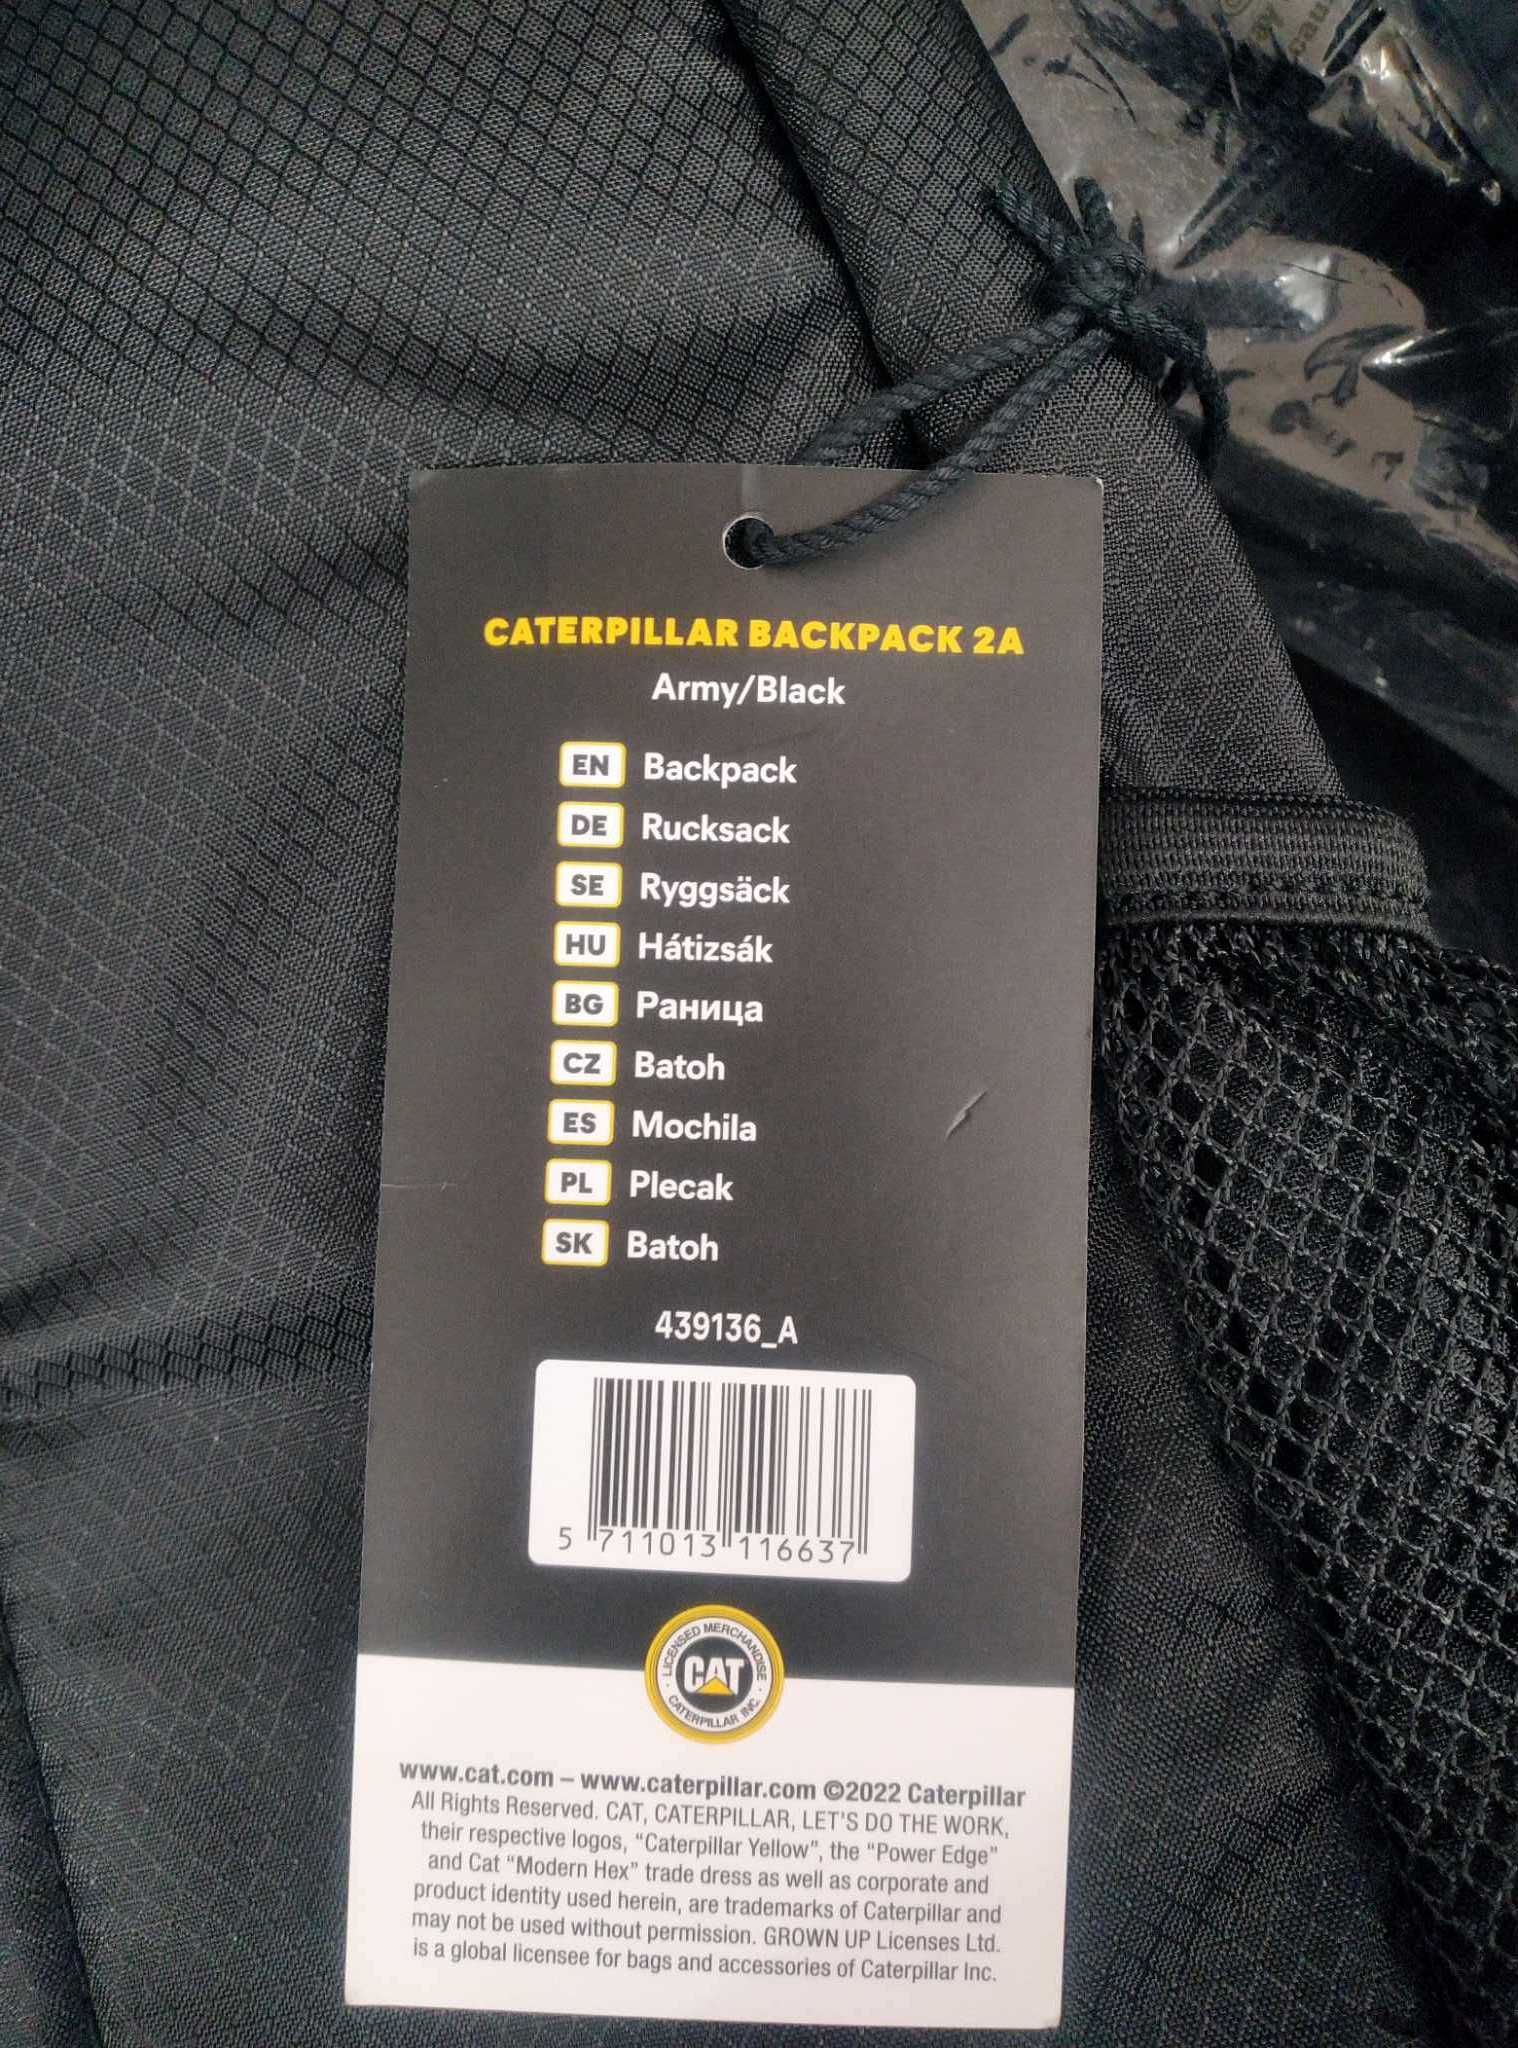 CATERPILLAR BACKPACK 2A
Army/Black
EN Backpack
DE Rucksack
SE Ryggsäck
HU Hátizsák
BG Раница
CZ Batoh
ES Mochila
PL Plecak
SK Batoh
439136_A
5 711013 116637
LICENSED MERCHANDISE
CAT
CATERPILLAR INC.
www.cat.com – www.caterpillar.com ©2022 Caterpillar
All Rights Reserved. CAT, CATERPILLAR, LET'S DO THE WORK,
their respective logos, “Caterpillar Yellow”, the “Power Edge”
and Cat “Modern Hex” trade dress as well as corporate and
product identity used herein, are trademarks of Caterpillar and
may not be used without permission. GROWN UP Licenses Ltd.
is a global licensee for bags and accessories of Caterpillar Inc.